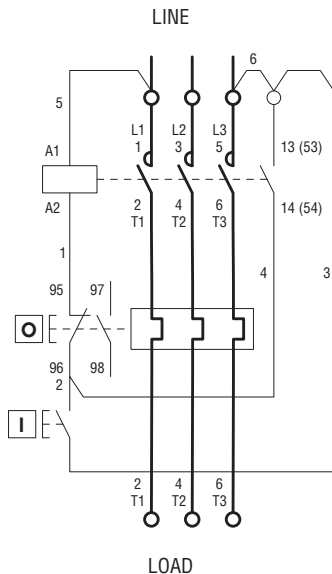 LINE
6
5
L1 L2 L3
1 3 5
A1
13 (53)
A2
2 4 6
T1 T2 T3
14 (54)
1
4
3
95 97
O
96 98
2
I
2 4 6
T1 T2 T3
LOAD